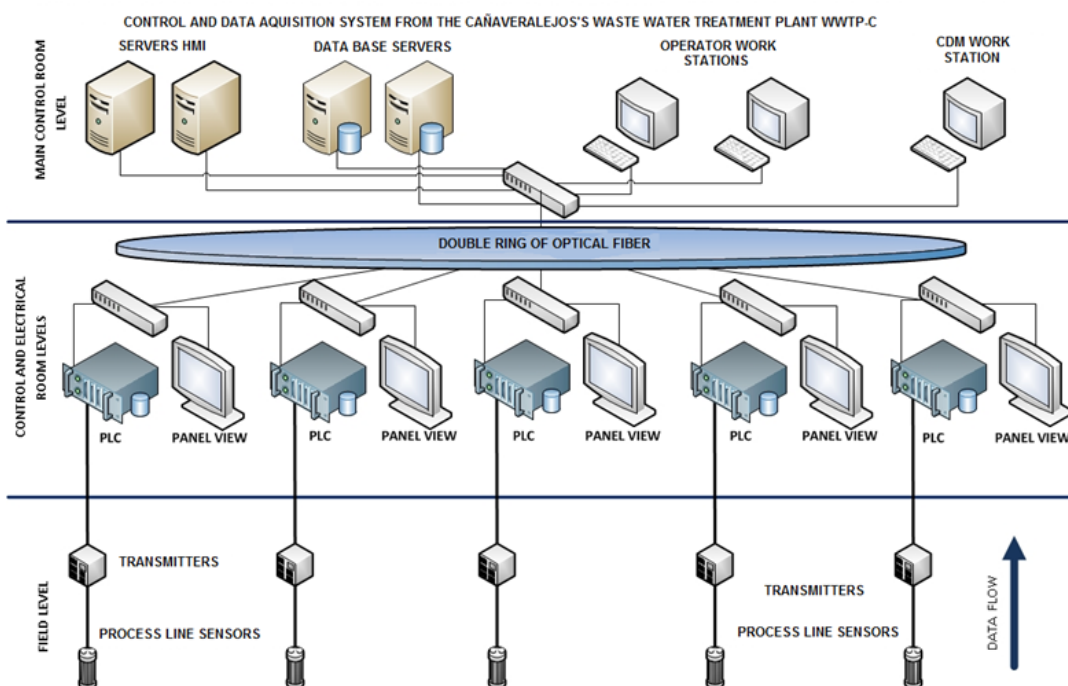 CONTROL AND DATA AQUISITION SYSTEM FROM THE CAÑAVERALEJOS'S WASTE WATER TREATMENT PLANT WWTP-C
SERVERS HMI
DATA BASE SERVERS
OPERATOR WORK
STATIONS
CDM WORK
STATION
MAIN CONTROL ROOM
LEVEL
DOUBLE RING OF OPTICAL FIBER
CONTROL AND ELECTRICAL
ROOM LEVELS
PLC
PANEL VIEW
PLC
PANEL VIEW
PLC
PANEL VIEW
PLC
PANEL VIEW
PLC
PANEL VIEW
FIELD LEVEL
TRANSMITTERS
TRANSMITTERS
PROCESS LINE SENSORS
PROCESS LINE SENSORS
DATA FLOW